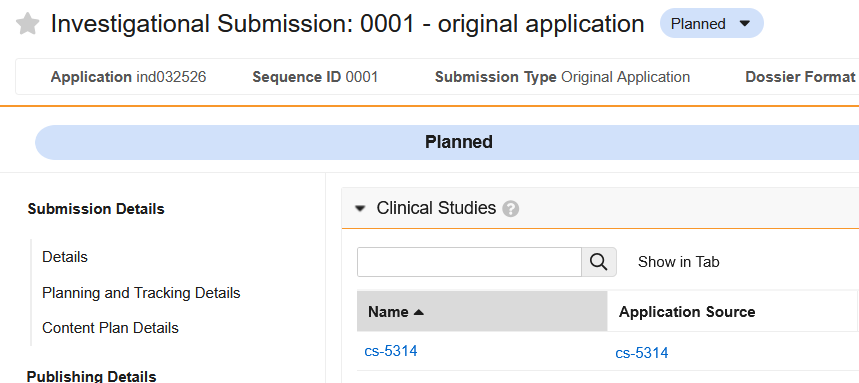 Investigational Submission: 0001 - original application Planned
Application ind032526 Sequence ID 0001 Submission Type Original Application Dossier Format
Planned
Submission Details
Details
Planning and Tracking Details
Content Plan Details
Publishing Details
Clinical Studies ?
Show in Tab
Name Application Source
cs-5314 cs-5314